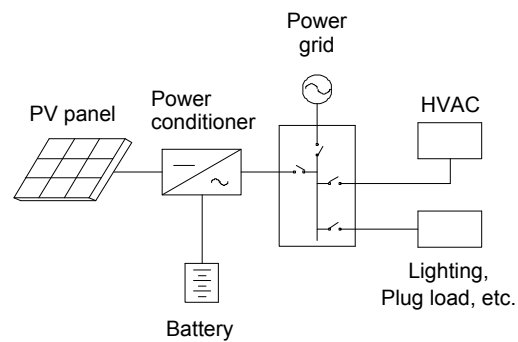 Power
grid
PV panel
Power
conditioner
HVAC
Lighting,
Plug load, etc.
Battery